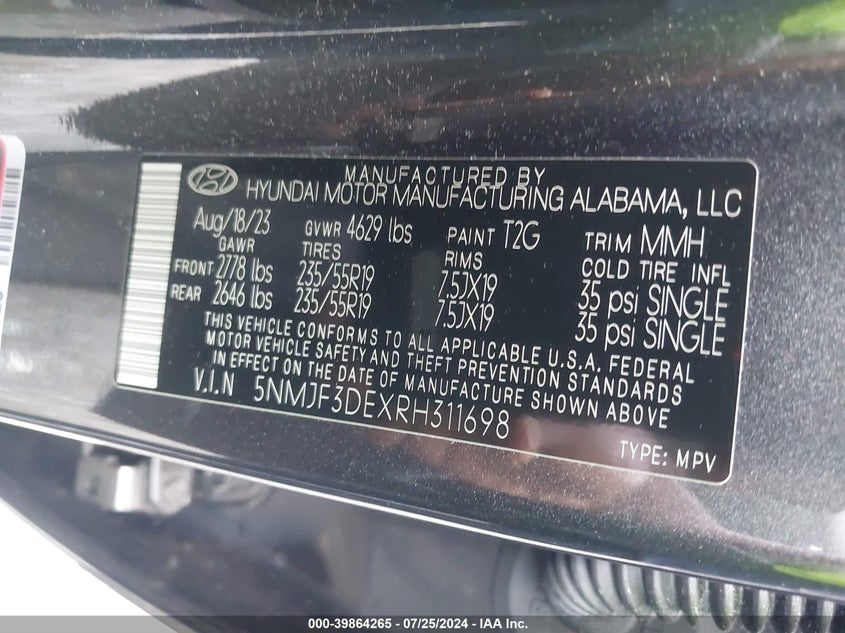 MANUFACTURED BY
HYUNDAI MOTOR MANUFACTURING ALABAMA, LLC
Aug/18/23 GVWR 4629 lbs PAINT T2G TRIM MMH
GAWR TIRES RIMS COLD TIRE INFL
FRONT 2778 lbs 235/55R19 7.5JX19 35 psi SINGLE
REAR 2646 lbs 235/55R19 7.5JX19 35 psi SINGLE
THIS VEHICLE CONFORMS TO ALL APPLICABLE U.S.A. FEDERAL
MOTOR VEHICLE SAFETY AND THEFT PREVENTION STANDARDS
IN EFFECT ON THE DATE OF MANUFACTURE SHOWN ABOVE
V.I.N 5NMJF3DEXRH311698
TYPE: MPV
000-39864265 - 07/25/2024 - IAA Inc.